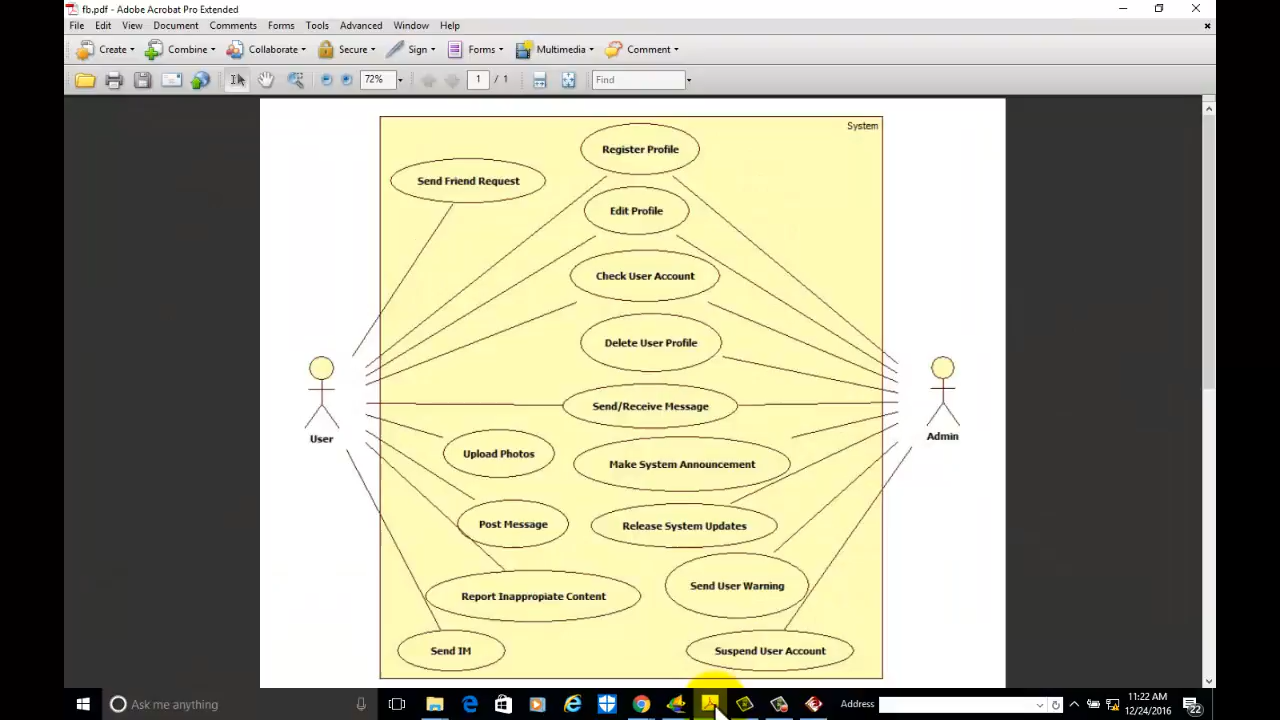 fb.pdf - Adobe Acrobat Pro Extended
File Edit View Document Comments Forms Tools Advanced Window Help
Create Combine Collaborate Secure Sign Forms Multimedia Comment
72% 1 / 1 Find
System
Register Profile
Send Friend Request
Edit Profile
Check User Account
Delete User Profile
Send/Receive Message
User
Admin
Upload Photos
Make System Announcement
Post Message
Release System Updates
Send User Warning
Report Inappropiate Content
Send IM
Suspend User Account
Ask me anything
Address
11:22 AM
12/24/2016
22